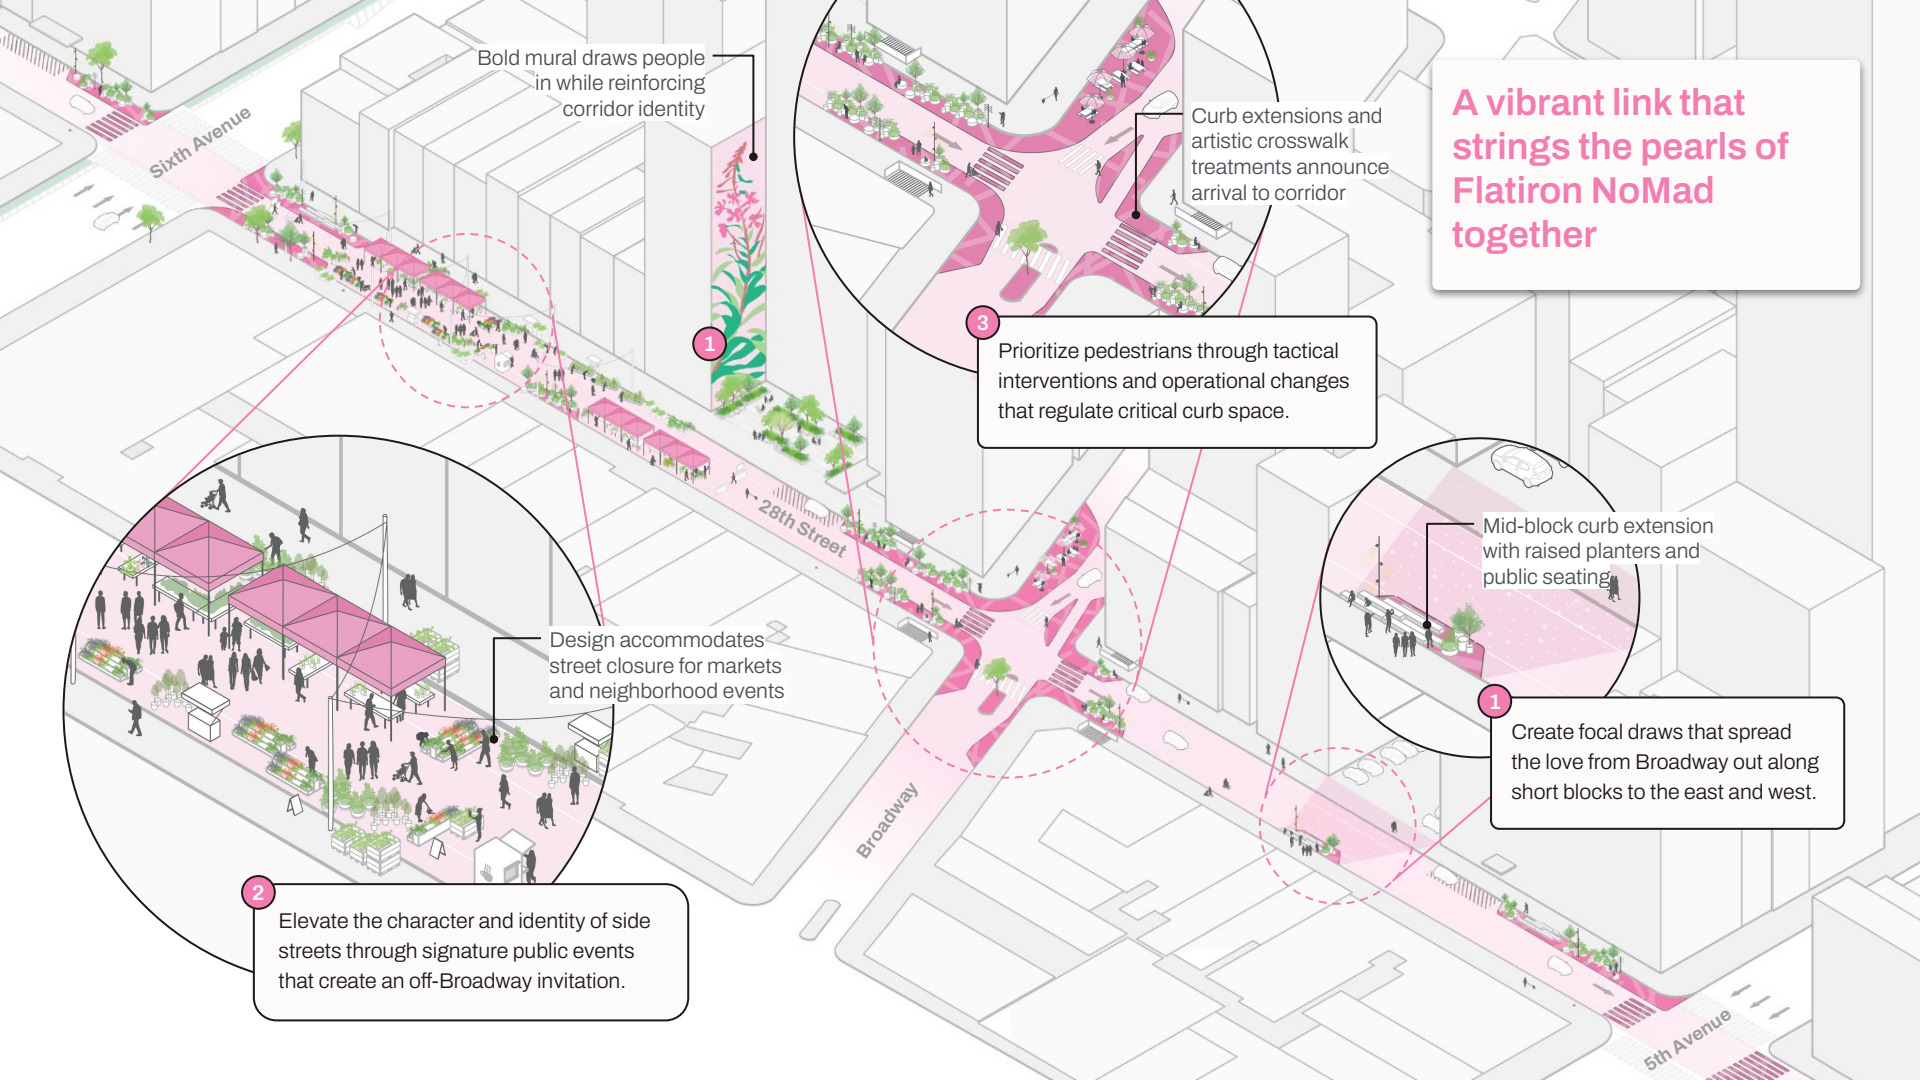 A vibrant link that
strings the pearls of
Flatiron NoMad
together
Bold mural draws people
in while reinforcing
corridor identity
1
Sixth Avenue
Curb extensions and
artistic crosswalk
treatments announce
arrival to corridor
3
Prioritize pedestrians through tactical
interventions and operational changes
that regulate critical curb space.
28th Street
Mid-block curb extension
with raised planters and
public seating
1
Create focal draws that spread
the love from Broadway out along
short blocks to the east and west.
Design accommodates
street closure for markets
and neighborhood events
2
Elevate the character and identity of side
streets through signature public events
that create an off-Broadway invitation.
Broadway
5th Avenue